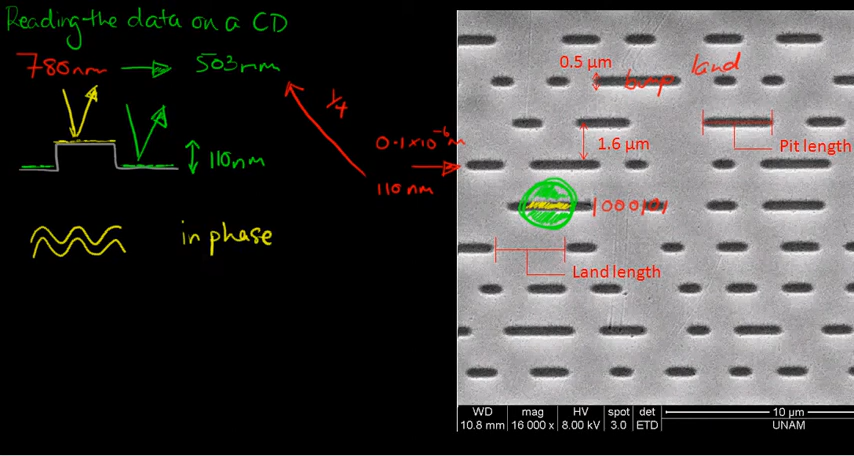 Reading the data on a CD
780nm → 503nm
1/4
110nm
0.1×10⁻⁶m
110nm
in phase
0.5 µm
bump
land
1.6 µm
Pit length
1000101
Land length
WD mag HV spot det 10 µm
10.8 mm 16 000 x 8.00 kV 3.0 ETD UNAM